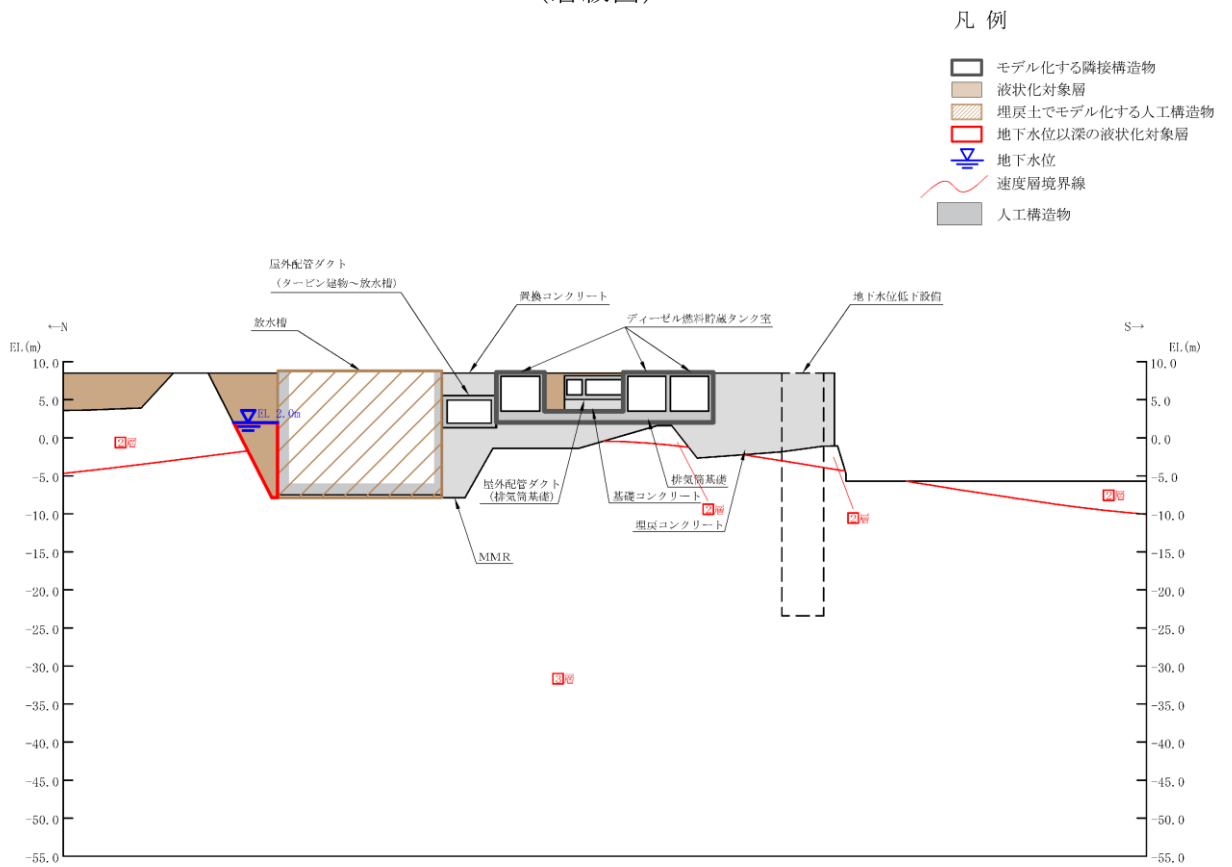 凡 例
モデル化する隣接構造物
液状化対象層
埋戻土でモデル化する人工構造物
地下水位以深の液状化対象層
地下水位
速度層境界線
人工構造物
屋外配管ダクト
(タービン建物~放水槽)
置換コンクリート
地下水位低下設備
放水槽
ディーゼル燃料貯蔵タンク室
←N
S→
EL(m)
EL(m)
10.0
10.0
5.0
5.0
EL 2.0m
0.0
0.0
②層
-5.0
-5.0
屋外配管ダクト
(排気筒基礎)
排気筒基礎
基礎コンクリート
②層
②層
②層
埋戻コンクリート
-10.0
-10.0
MMR
-15.0
-15.0
-20.0
-20.0
-25.0
-25.0
-30.0
-30.0
③層
-35.0
-35.0
-40.0
-40.0
-45.0
-45.0
-50.0
-50.0
-55.0
-55.0